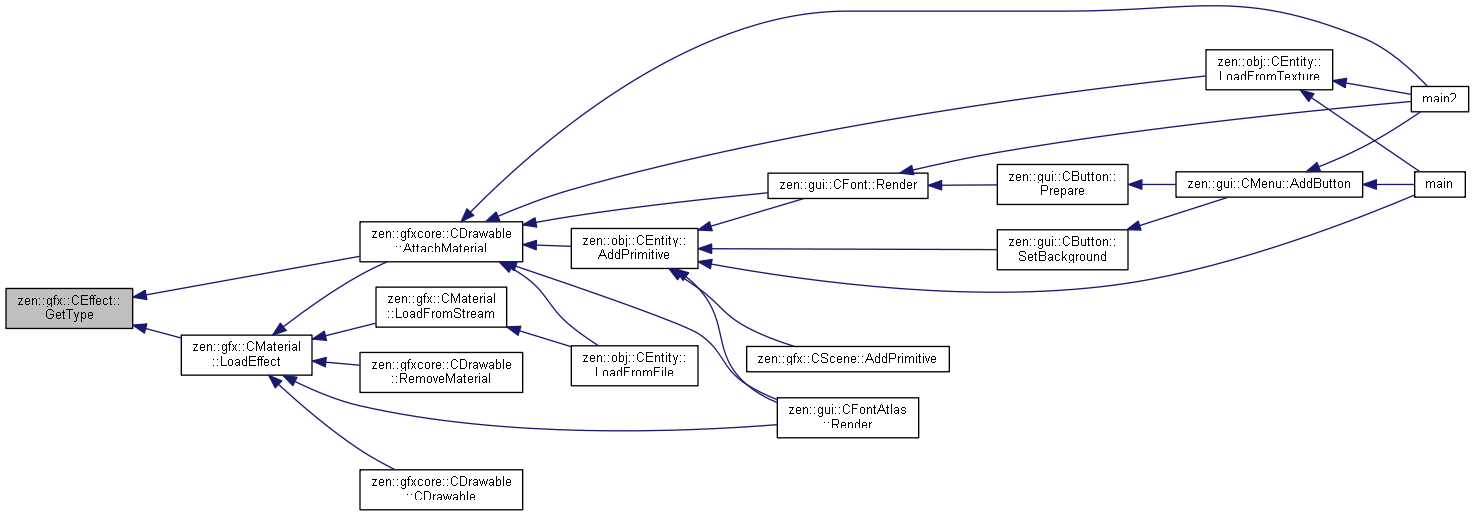 zen::gfx::CEffect::
GetType
zen::gfxcore::CDrawable
::AttachMaterial
zen::gfx::CMaterial
::LoadEffect
zen::gfx::CMaterial
::LoadFromStream
zen::gfxcore::CDrawable
::RemoveMaterial
zen::gfxcore::CDrawable
::CDrawable
zen::obj::CEntity::
AddPrimitive
zen::obj::CEntity::
LoadFromFile
zen::gui::CFont::Render
zen::gfx::CScene::AddPrimitive
zen::gui::CFontAtlas
::Render
zen::gui::CButton::
Prepare
zen::gui::CButton::
SetBackground
zen::obj::CEntity::
LoadFromTexture
zen::gui::CMenu::AddButton
main2
main